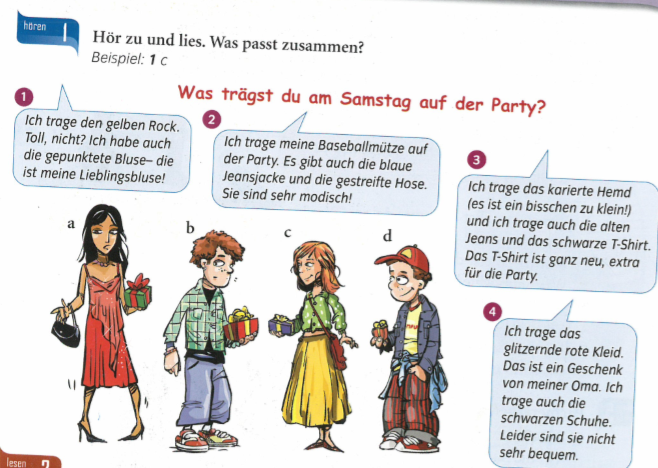 hören 1
Hör zu und lies. Was passt zusammen?
Beispiel: 1 c
Was trägst du am Samstag auf der Party?
1
Ich trage den gelben Rock.
Toll, nicht? Ich habe auch
die gepunktete Bluse– die
ist meine Lieblingsbluse!
2
Ich trage meine Baseballmütze auf
der Party. Es gibt auch die blaue
Jeansjacke und die gestreifte Hose.
Sie sind sehr modisch!
3
Ich trage das karierte Hemd
(es ist ein bisschen zu klein!)
und ich trage auch die alten
Jeans und das schwarze T-Shirt.
Das T-Shirt ist ganz neu, extra
für die Party.
4
Ich trage das
glitzernde rote Kleid.
Das ist ein Geschenk
von meiner Oma. Ich
trage auch die
schwarzen Schuhe.
Leider sind sie nicht
sehr bequem.
a
b
c
d
lesen 2